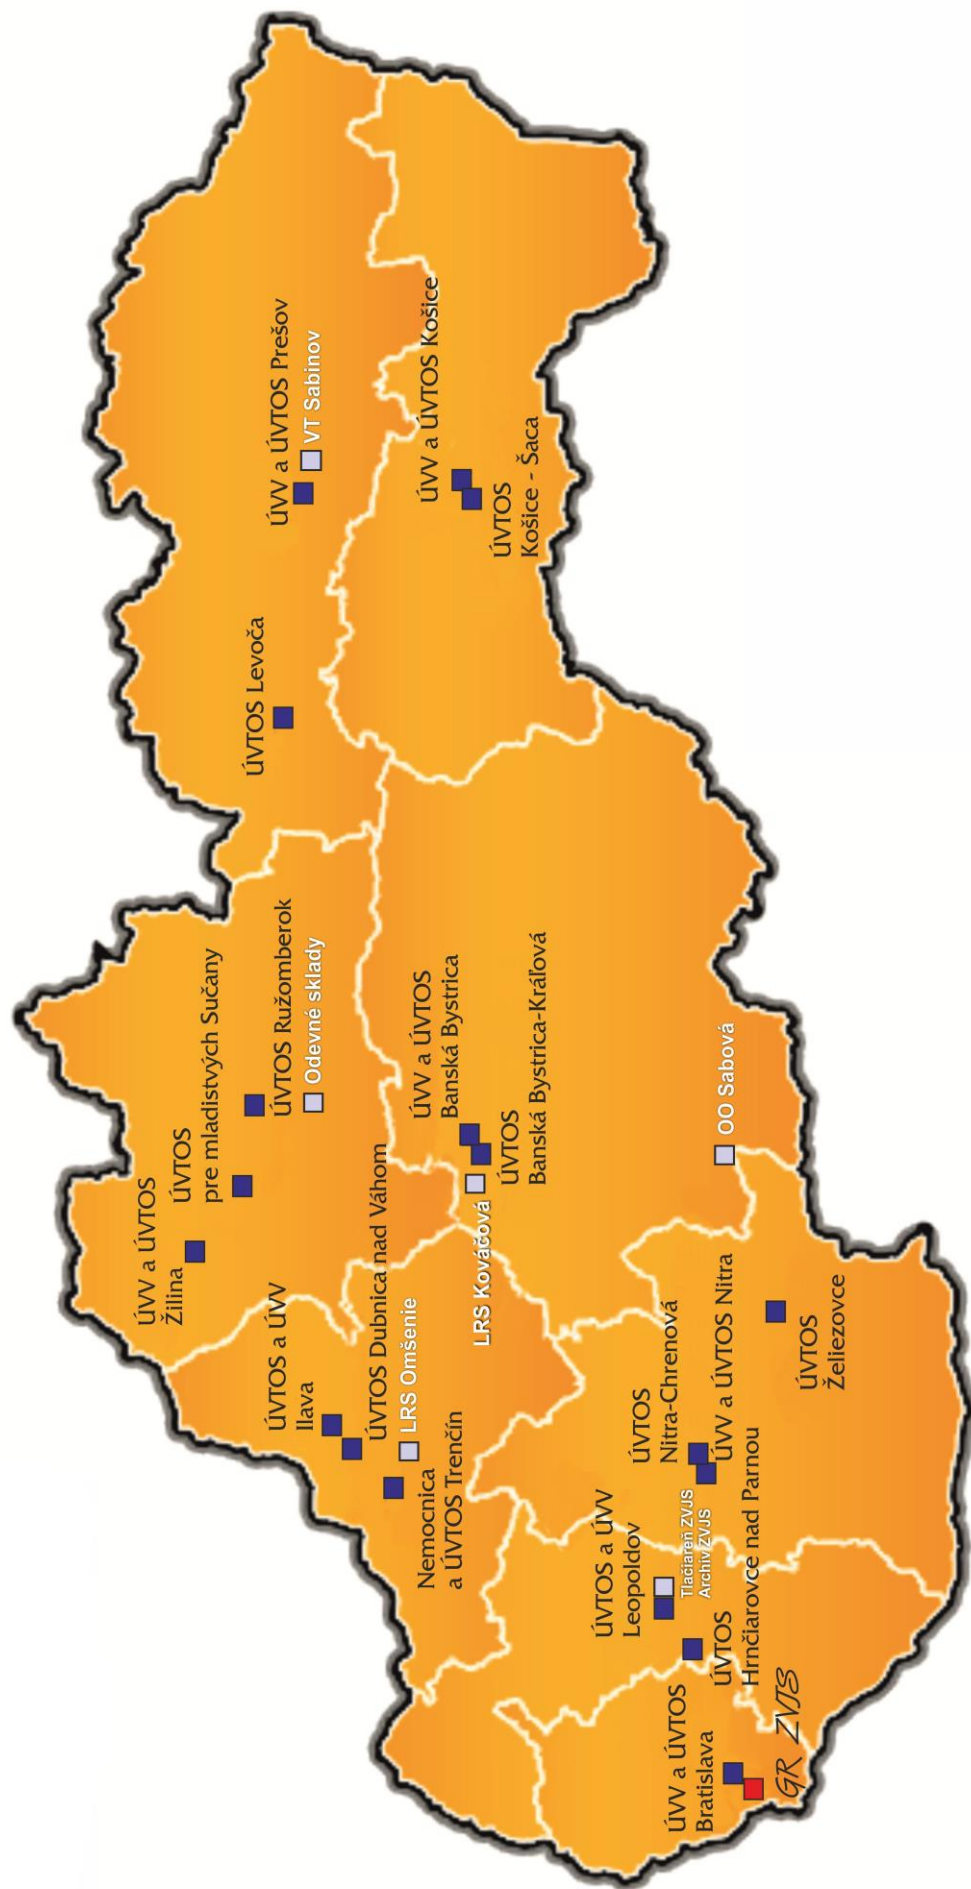 ÚVV a ÚVTOS
Žilina
ÚVTOS
pre mladistvých Sučany
ÚVTOS Ružomberok
Odevné sklady
ÚVTOS Levoča
ÚVV a ÚVTOS Prešov
VT Sabinov
ÚVTOS a ÚVV
Ilava
ÚVTOS Dubnica nad Váhom
LRS Omšenie
Nemocnica
a ÚVTOS Trenčín
ÚVV a ÚVTOS
Banská Bystrica
ÚVTOS
Banská Bystrica-Kráľová
LRS Kováčová
ÚVV a ÚVTOS Košice
ÚVTOS
Košice - Šaca
ÚVTOS a ÚVV
Leopoldov
Tlačiareň ZVJS
Archiv ZVJS
ÚVTOS
Nitra-Chrenová
ÚVV a ÚVTOS Nitra
ÚVTOS
Hrnčiarovce nad Parnou
ÚVV a ÚVTOS
Bratislava
GR ZVJS
ÚVTOS
Želiezovce
OO Sabová